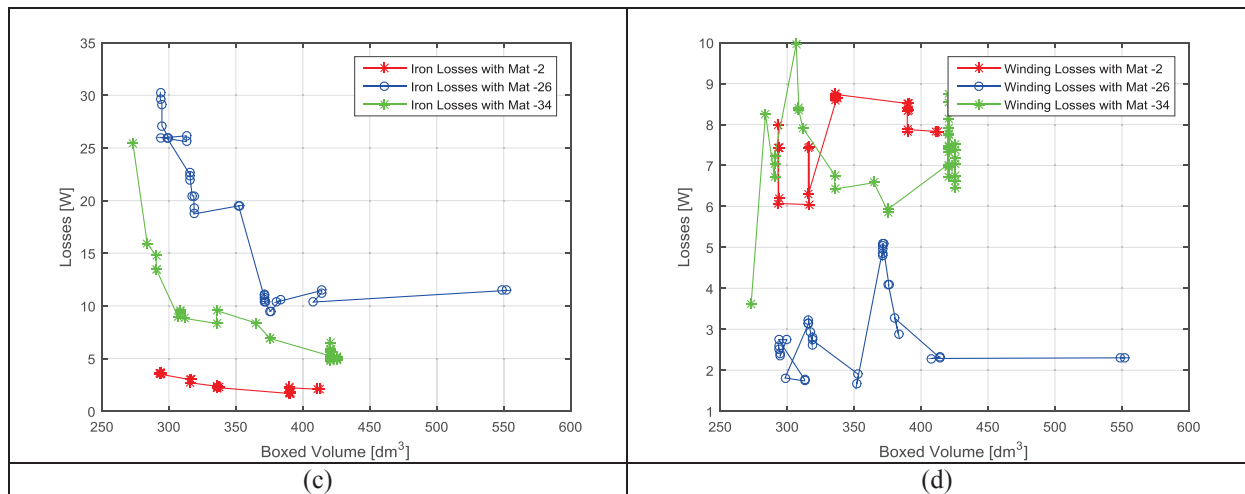 35
30
25
20
15
10
5
0
Losses [W]
Iron Losses with Mat -2
Iron Losses with Mat -26
Iron Losses with Mat -34
250 300 350 400 450 500 550 600
Boxed Volume [dm³]
(c)
10
9
8
7
6
5
4
3
2
1
Losses [W]
Winding Losses with Mat -2
Winding Losses with Mat -26
Winding Losses with Mat -34
250 300 350 400 450 500 550 600
Boxed Volume [dm³]
(d)